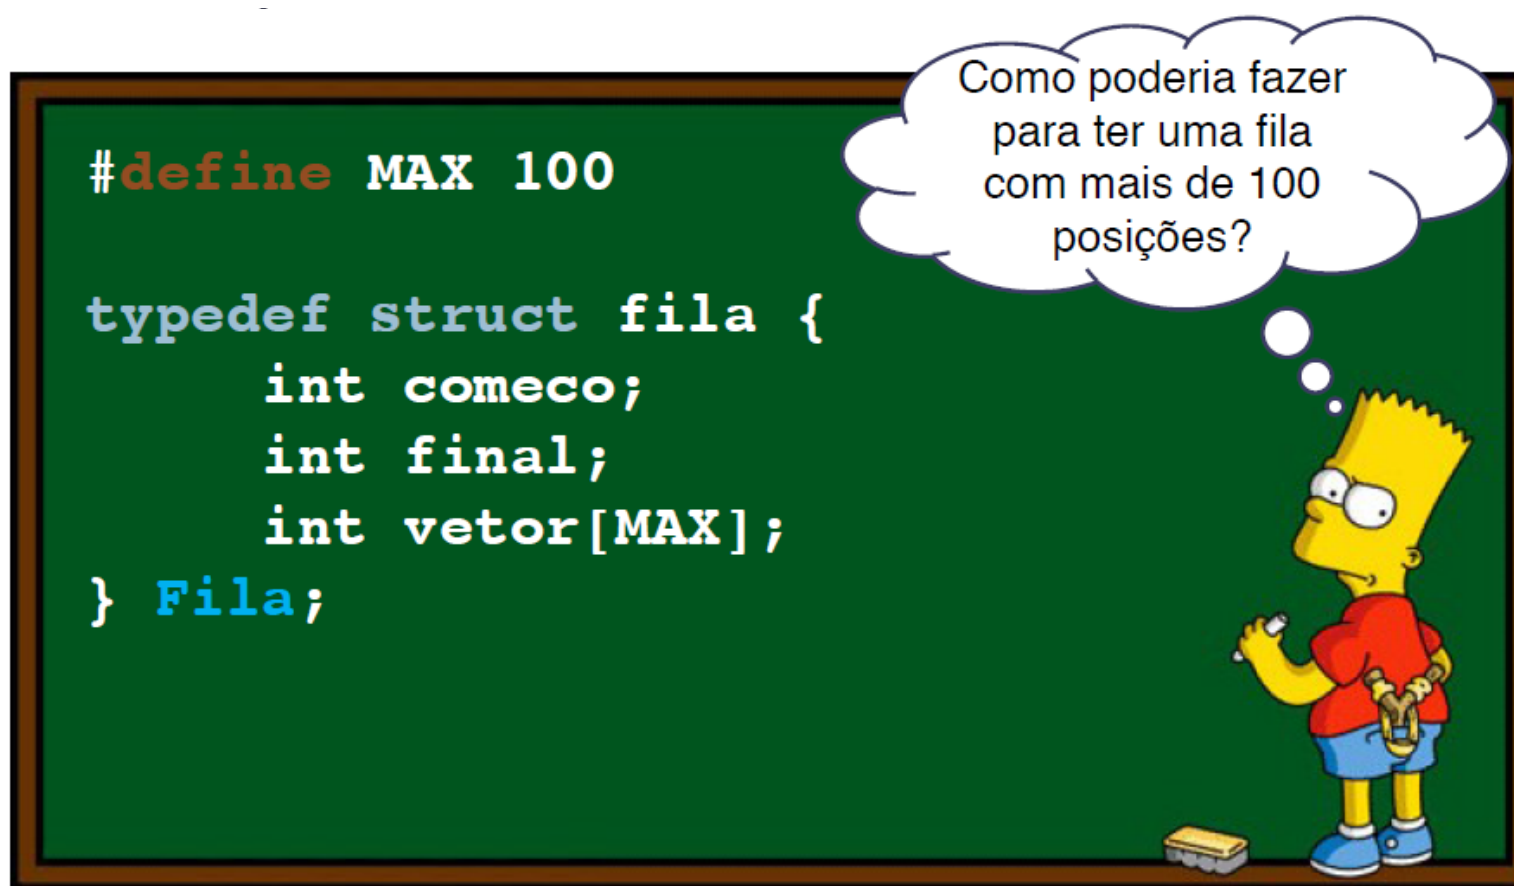 Como poderia fazer
para ter uma fila
com mais de 100
posições?
#define MAX 100
typedef struct fila {
int comeco;
int final;
int vetor[MAX];
} Fila;